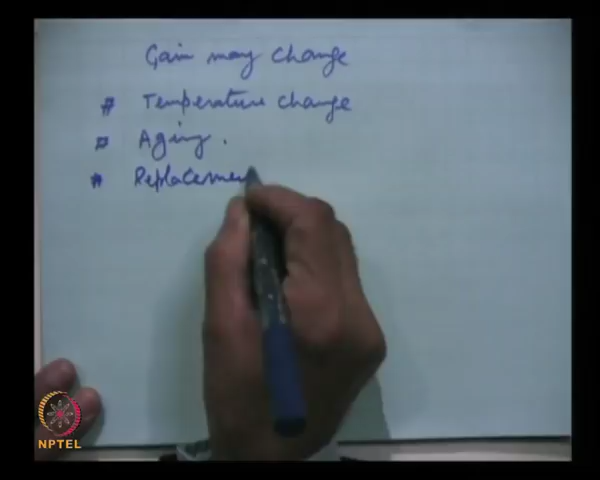 Gain may change
# Temperature change
# Aging .
# Replacemen
NPTEL